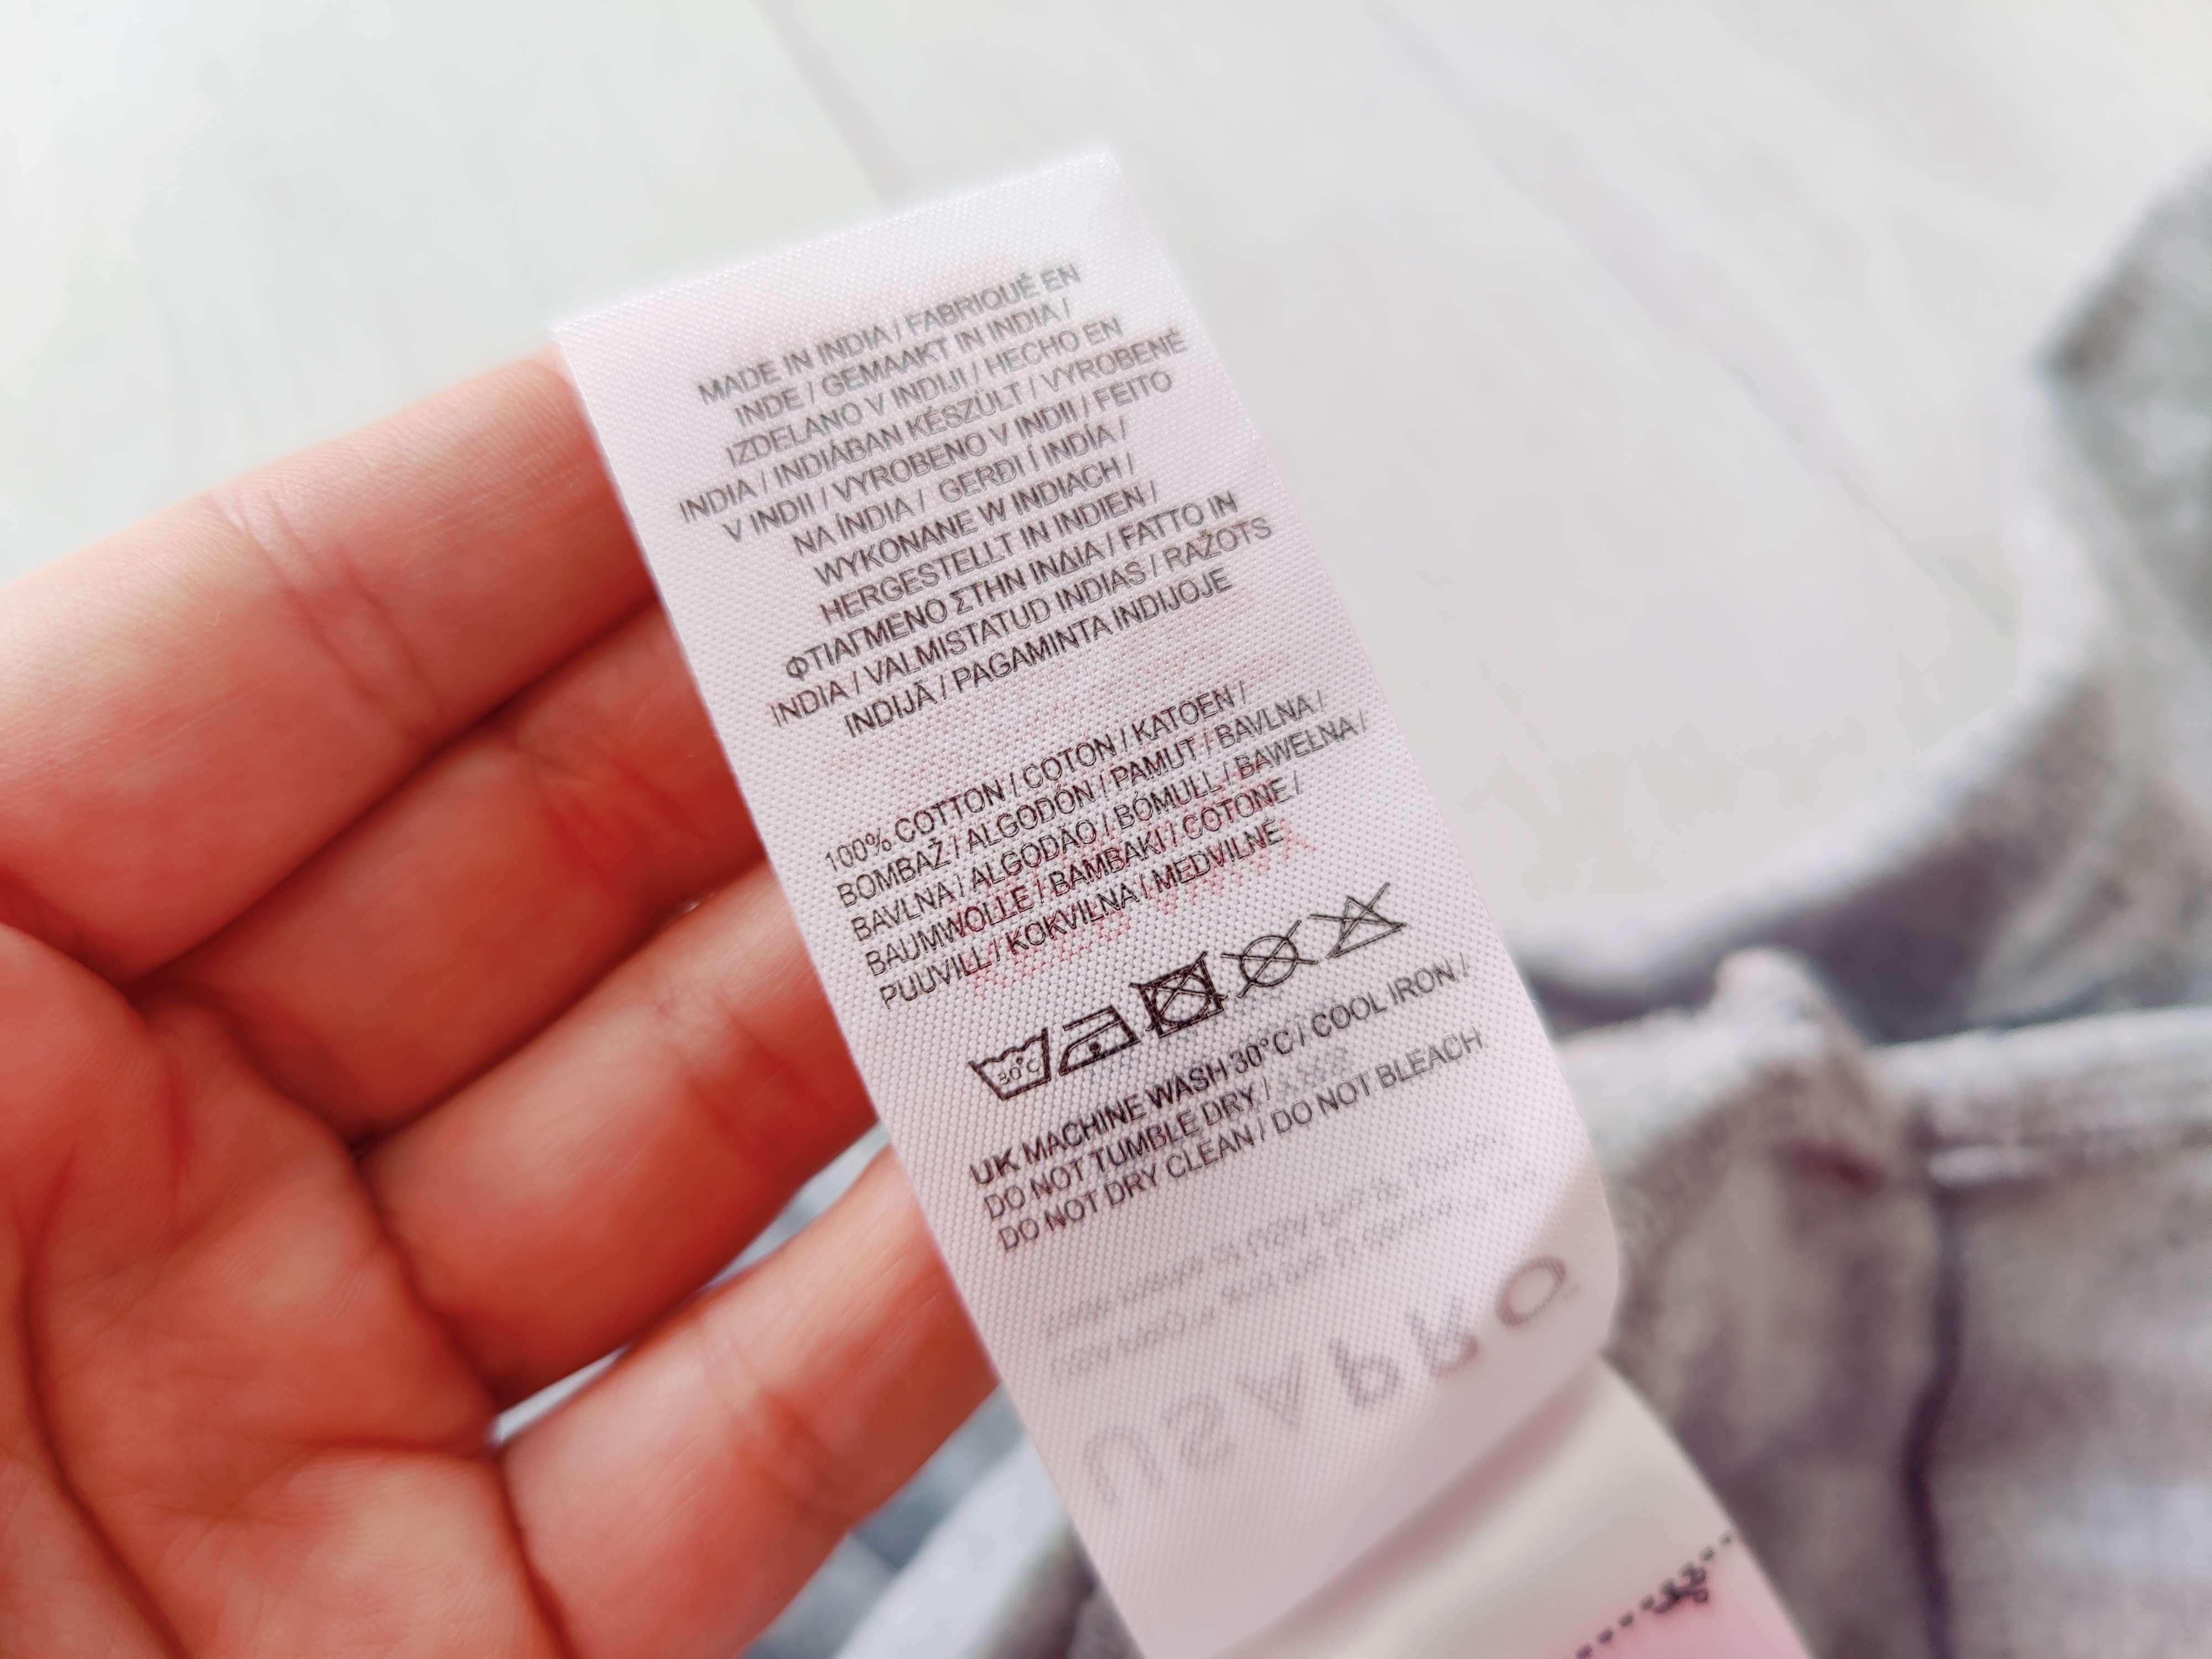 MADE IN INDIA / FABRIQUÉ EN
INDE / GEMAAKT IN INDIA /
IZDELANO V INDIJI / HECHO EN
INDIA / INDIÁBAN KÉSZÜLT / VYROBENÉ
V INDII / VYROBENO V INDII / FEITO
NA ÍNDIA / GERÐI Í INDÍA /
WYKONANE W INDIACH /
HERGESTELLT IN INDIEN /
ΦΤΙΑΓΜΕΝΟ ΣΤΗΝ ΙΝΔΙΑ / FATTO IN
INDIA / VALMISTATUD INDIAS / RAŽOTS
INDIJĀ / PAGAMINTA INDIJOJE
100% COTTON / COTON / KATOEN /
BOMBAŽ / ALGODÓN / PAMUT / BAVLNA /
BAVLNA / ALGODÃO / BÓMULL / BAWEŁNA /
BAUMWOLLE / BAMBAKI / COTONE /
PUUVILL / KOKVILNA / MEDVILNĖ
30°C
UK MACHINE WASH 30°C / COOL IRON /
DO NOT TUMBLE DRY /
DO NOT DRY CLEAN / DO NOT BLEACH